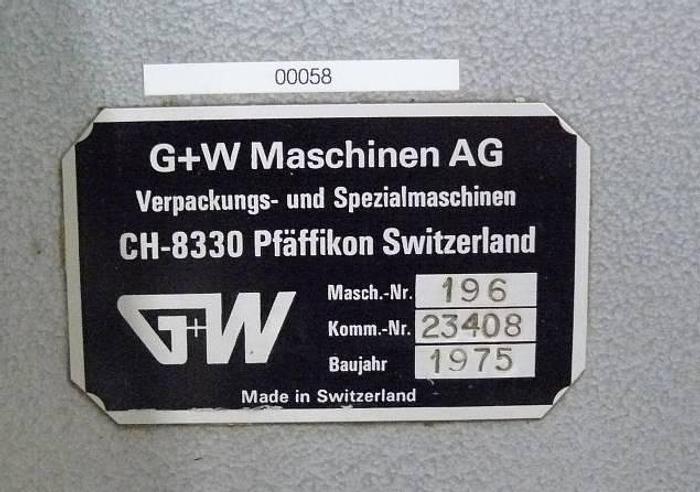 00058
G+W Maschinen AG
Verpackungs- und Spezialmaschinen
CH-8330 Pfäffikon Switzerland
G+W
Masch.-Nr. 196
Komm.-Nr. 23408
Baujahr 1975
Made in Switzerland